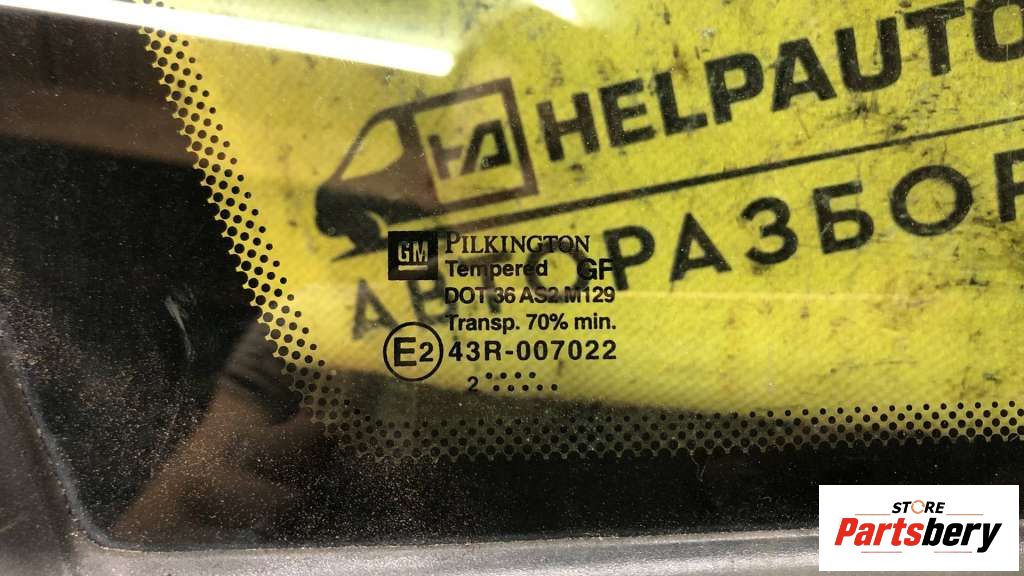 HELPAUTO
АВТОРАЗБОР
GM PILKINGTON
Tempered GF
DOT 36 AS2 M129
Transp. 70% min.
E2 43R-007022
2
STORE
Partsbery